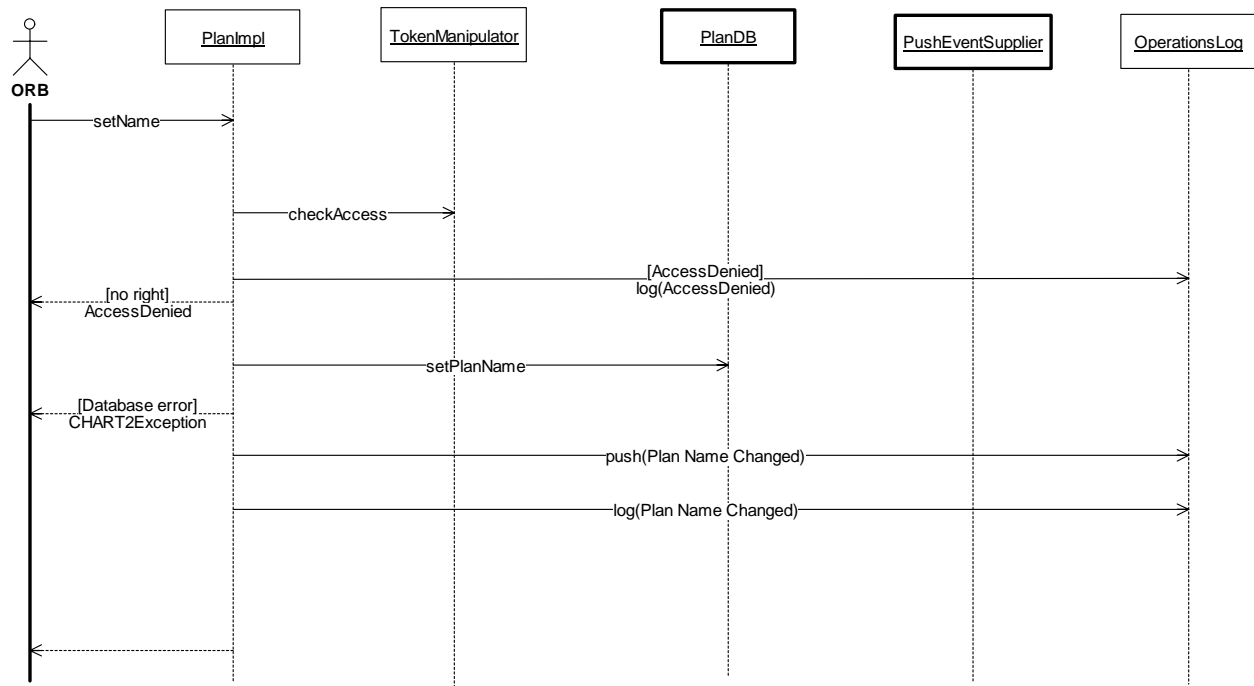 PlanImpl
TokenManipulator
PlanDB
PushEventSupplier
OperationsLog
ORB
setName
checkAccess
[AccessDenied]
log(AccessDenied)
[no right]
AccessDenied
setPlanName
[Database error]
CHART2Exception
push(Plan Name Changed)
log(Plan Name Changed)